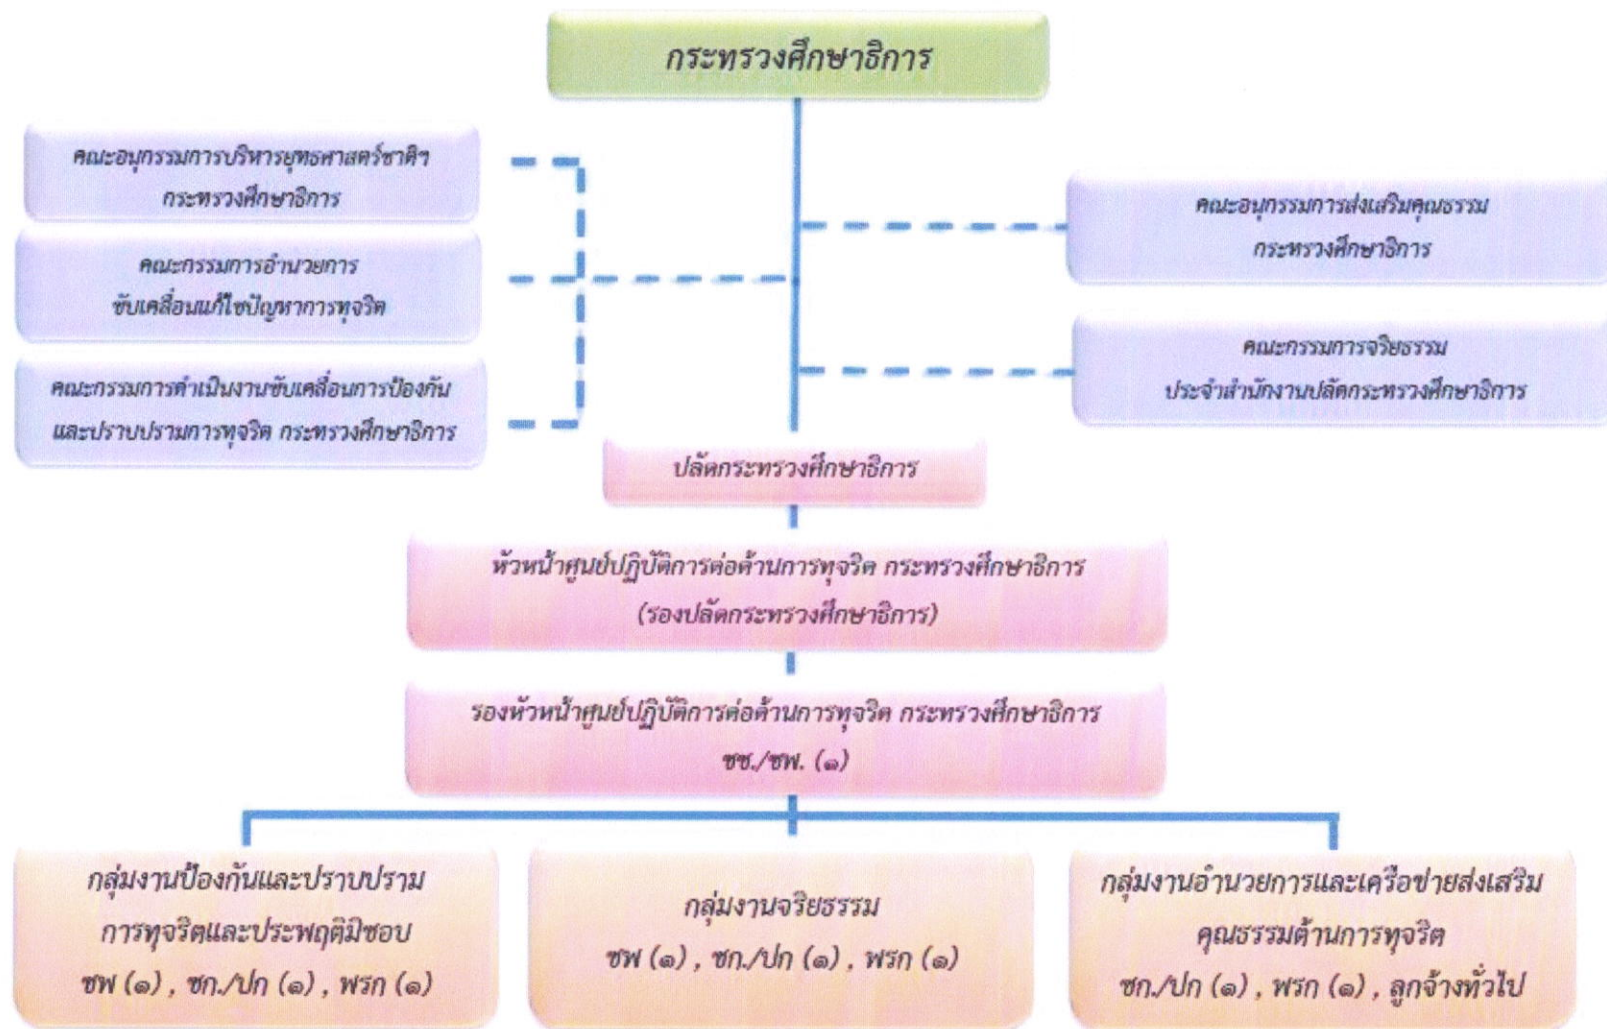 กระทรวงศึกษาธิการ
คณะอนุกรรมการบริหารยุทธศาสตร์ชาติฯ
กระทรวงศึกษาธิการ
คณะกรรมการอำนวยการ
ขับเคลื่อนแก้ไขปัญหาการทุจริต
คณะกรรมการดำเนินงานขับเคลื่อนการป้องกัน
และปราบปรามการทุจริต กระทรวงศึกษาธิการ
คณะอนุกรรมการส่งเสริมคุณธรรม
กระทรวงศึกษาธิการ
คณะกรรมการจริยธรรม
ประจำสำนักงานปลัดกระทรวงศึกษาธิการ
ปลัดกระทรวงศึกษาธิการ
หัวหน้าศูนย์ปฏิบัติการต่อต้านการทุจริต กระทรวงศึกษาธิการ
(รองปลัดกระทรวงศึกษาธิการ)
รองหัวหน้าศูนย์ปฏิบัติการต่อต้านการทุจริต กระทรวงศึกษาธิการ
ชช./ชพ. (๑)
กลุ่มงานป้องกันและปราบปราม
การทุจริตและประพฤติมิชอบ
ชพ (๑) , ชก./ปก (๑) , พรก (๑)
กลุ่มงานจริยธรรม
ชพ (๑) , ชก./ปก (๑) , พรก (๑)
กลุ่มงานอำนวยการและเครือข่ายส่งเสริม
คุณธรรมต้านการทุจริต
ชก./ปก (๑) , พรก (๑) , ลูกจ้างทั่วไป